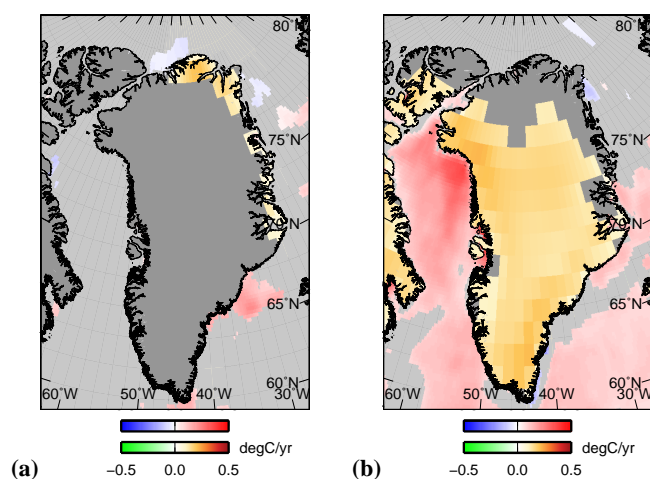 80˚N 80˚N
75˚N 75˚N
70˚N 70˚N
65˚N 65˚N
60˚N 60˚N
60˚W 50˚W 40˚W 30˚W 60˚W 50˚W 40˚W 30˚W
degC/yr degC/yr
(a) −0.5 0.0 0.5 (b) −0.5 0.0 0.5